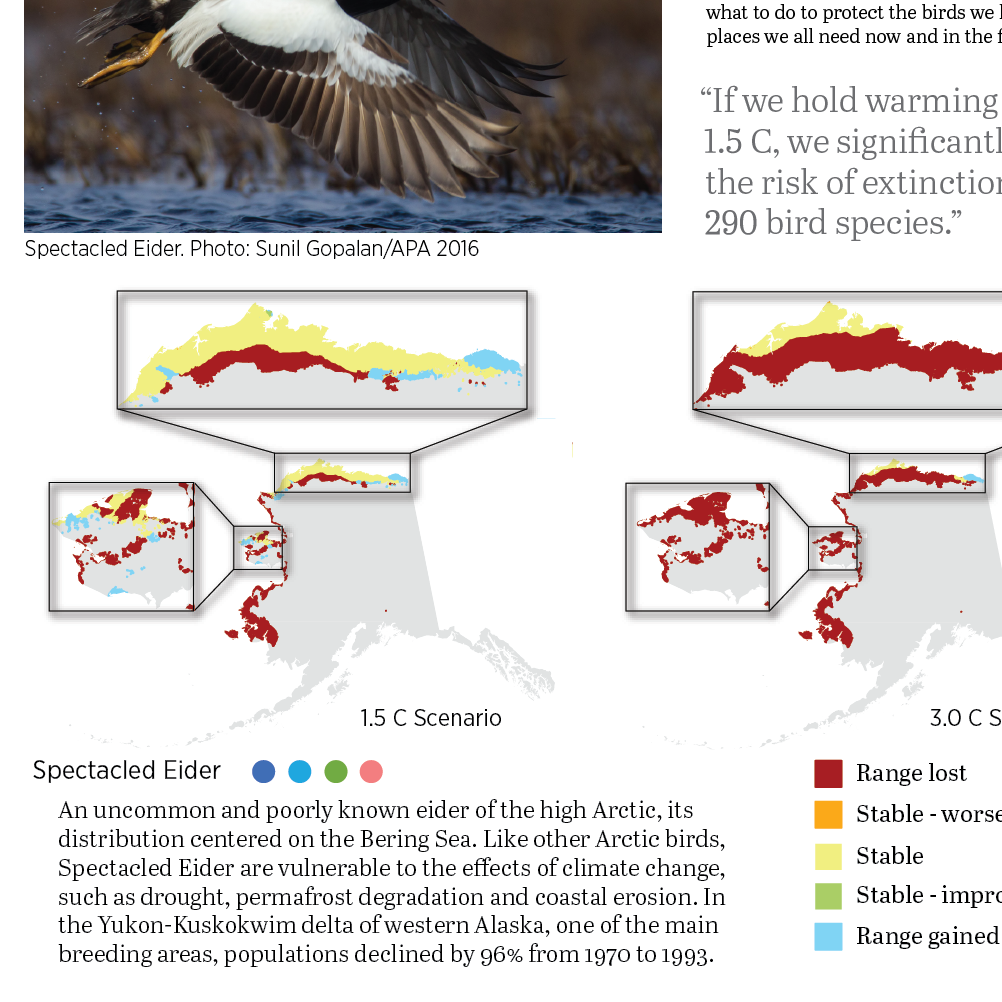 what to do to protect the birds we
places we all need now and in the
“If we hold warming
1.5 C, we significantl
the risk of extinction
290 bird species.”
Spectacled Eider. Photo: Sunil Gopalan/APA 2016
1.5 C Scenario
3.0 C S
Spectacled Eider
An uncommon and poorly known eider of the high Arctic, its
distribution centered on the Bering Sea. Like other Arctic birds,
Spectacled Eider are vulnerable to the effects of climate change,
such as drought, permafrost degradation and coastal erosion. In
the Yukon-Kuskokwim delta of western Alaska, one of the main
breeding areas, populations declined by 96% from 1970 to 1993.
Range lost
Stable - worse
Stable
Stable - impro
Range gained